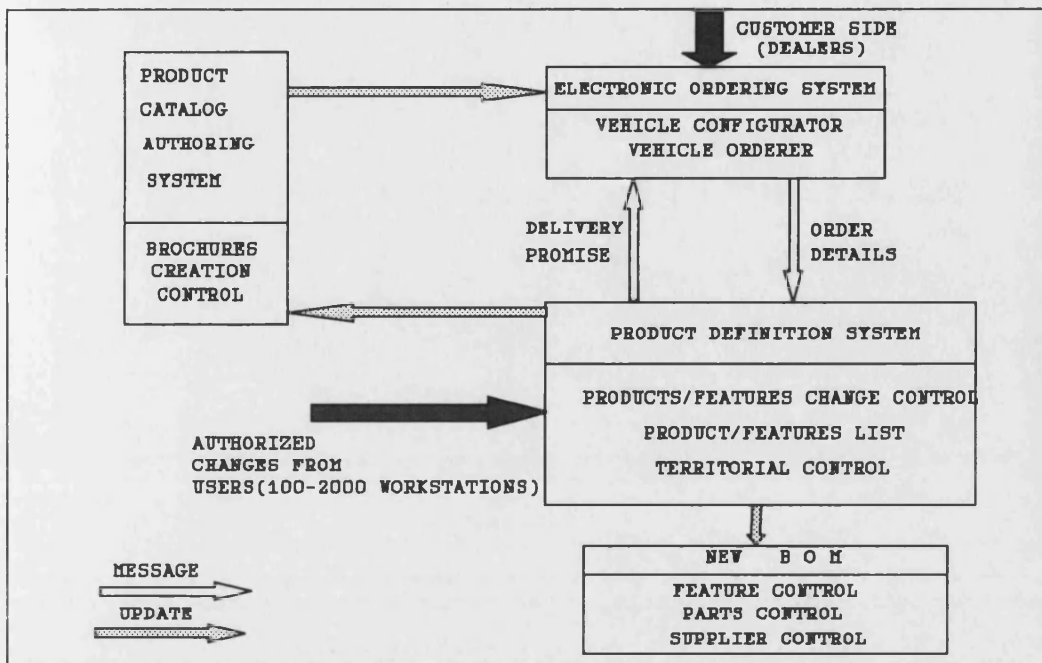 CUSTOMER SIDE
(DEALERS)
PRODUCT
CATALOG
AUTHORING
SYSTEM
BROCHURES
CREATION
CONTROL
ELECTRONIC ORDERING SYSTEM
VEHICLE CONFIGURATOR
VEHICLE ORDERER
DELIVERY
PROMISE
ORDER
DETAILS
PRODUCT DEFINITION SYSTEM
PRODUCTS/FEATURES CHANGE CONTROL
PRODUCT/FEATURES LIST
TERRITORIAL CONTROL
AUTHORIZED
CHANGES FROM
USERS(100-2000 WORKSTATIONS)
NEW B O M
FEATURE CONTROL
PARTS CONTROL
SUPPLIER CONTROL
MESSAGE
UPDATE